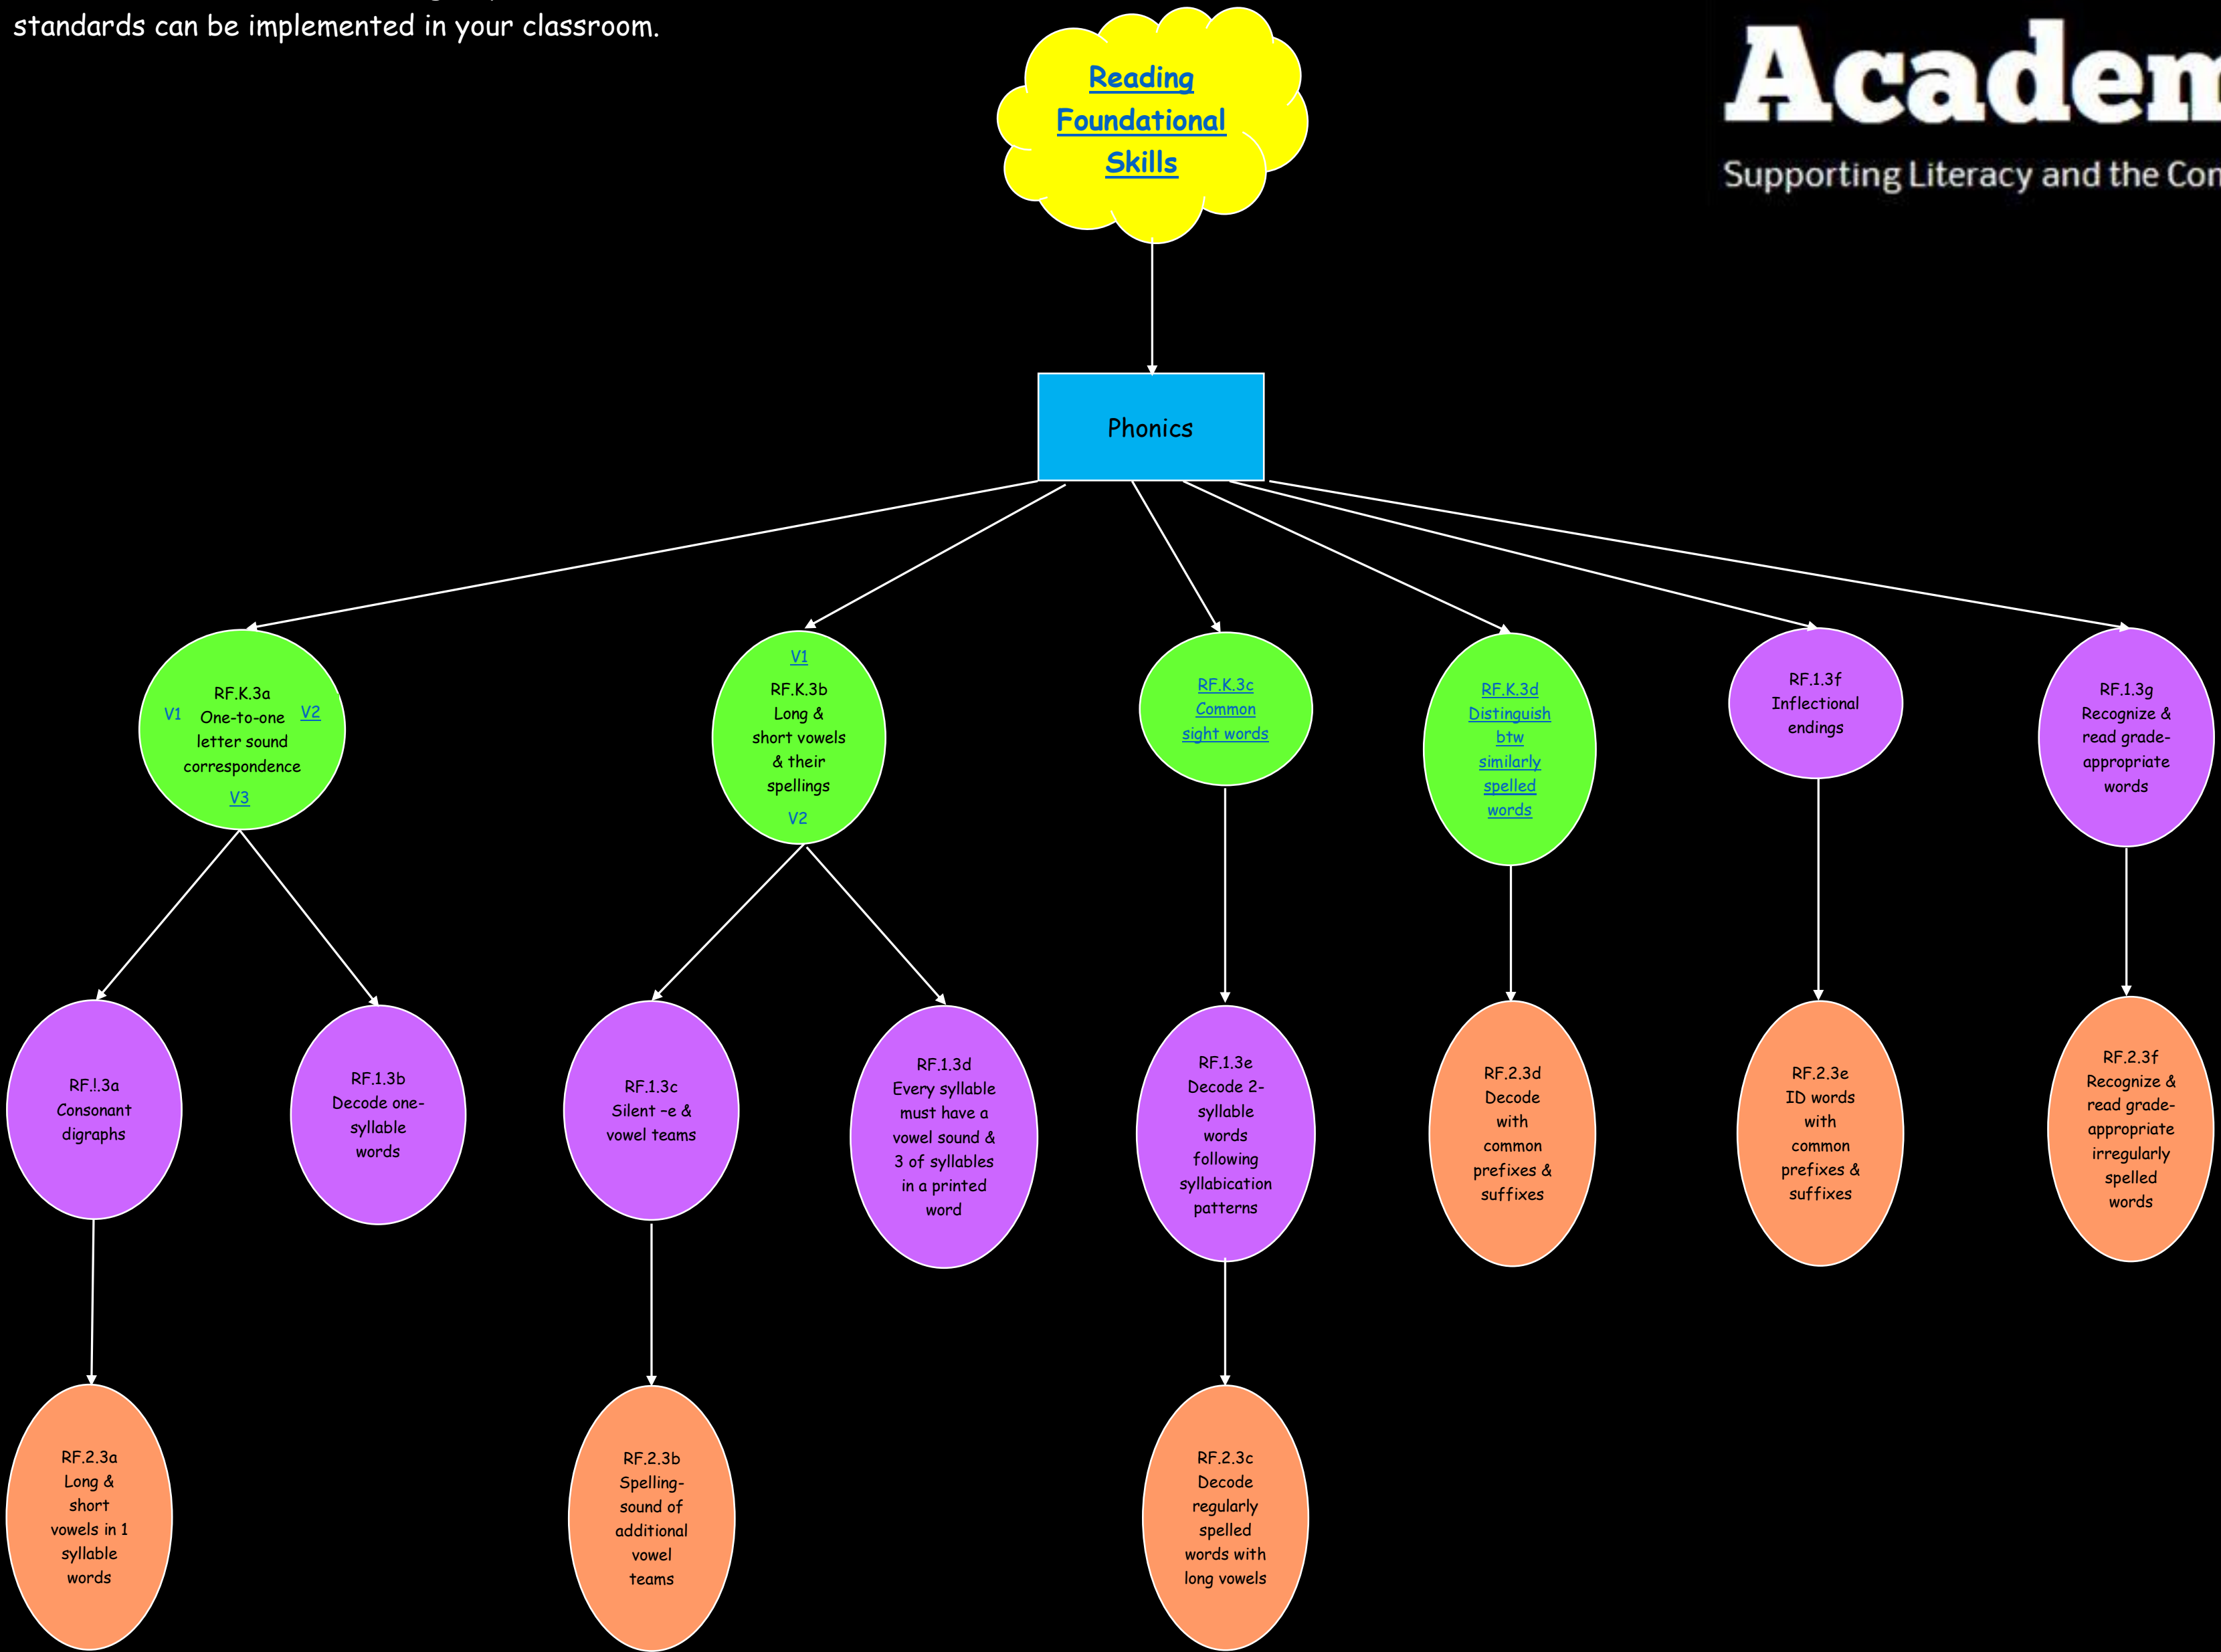 standards can be implemented in your classroom.
Academ
Supporting Literacy and the Com
Reading
Foundational
Skills
Phonics
RF.K.3a
V1 One-to-one V2
letter sound
correspondence
V3
V1
RF.K.3b
Long &
short vowels
& their
spellings
V2
RF.K.3c
Common
sight words
RF.K.3d
Distinguish
btw
similarly
spelled
words
RF.1.3f
Inflectional
endings
RF.1.3g
Recognize &
read grade-
appropriate
words
RF.!.3a
Consonant
digraphs
RF.1.3b
Decode one-
syllable
words
RF.1.3c
Silent –e &
vowel teams
RF.1.3d
Every syllable
must have a
vowel sound &
3 of syllables
in a printed
word
RF.1.3e
Decode 2-
syllable
words
following
syllabication
patterns
RF.2.3d
Decode
with
common
prefixes &
suffixes
RF.2.3e
ID words
with
common
prefixes &
suffixes
RF.2.3f
Recognize &
read grade-
appropriate
irregularly
spelled
words
RF.2.3a
Long &
short
vowels in 1
syllable
words
RF.2.3b
Spelling-
sound of
additional
vowel
teams
RF.2.3c
Decode
regularly
spelled
words with
long vowels